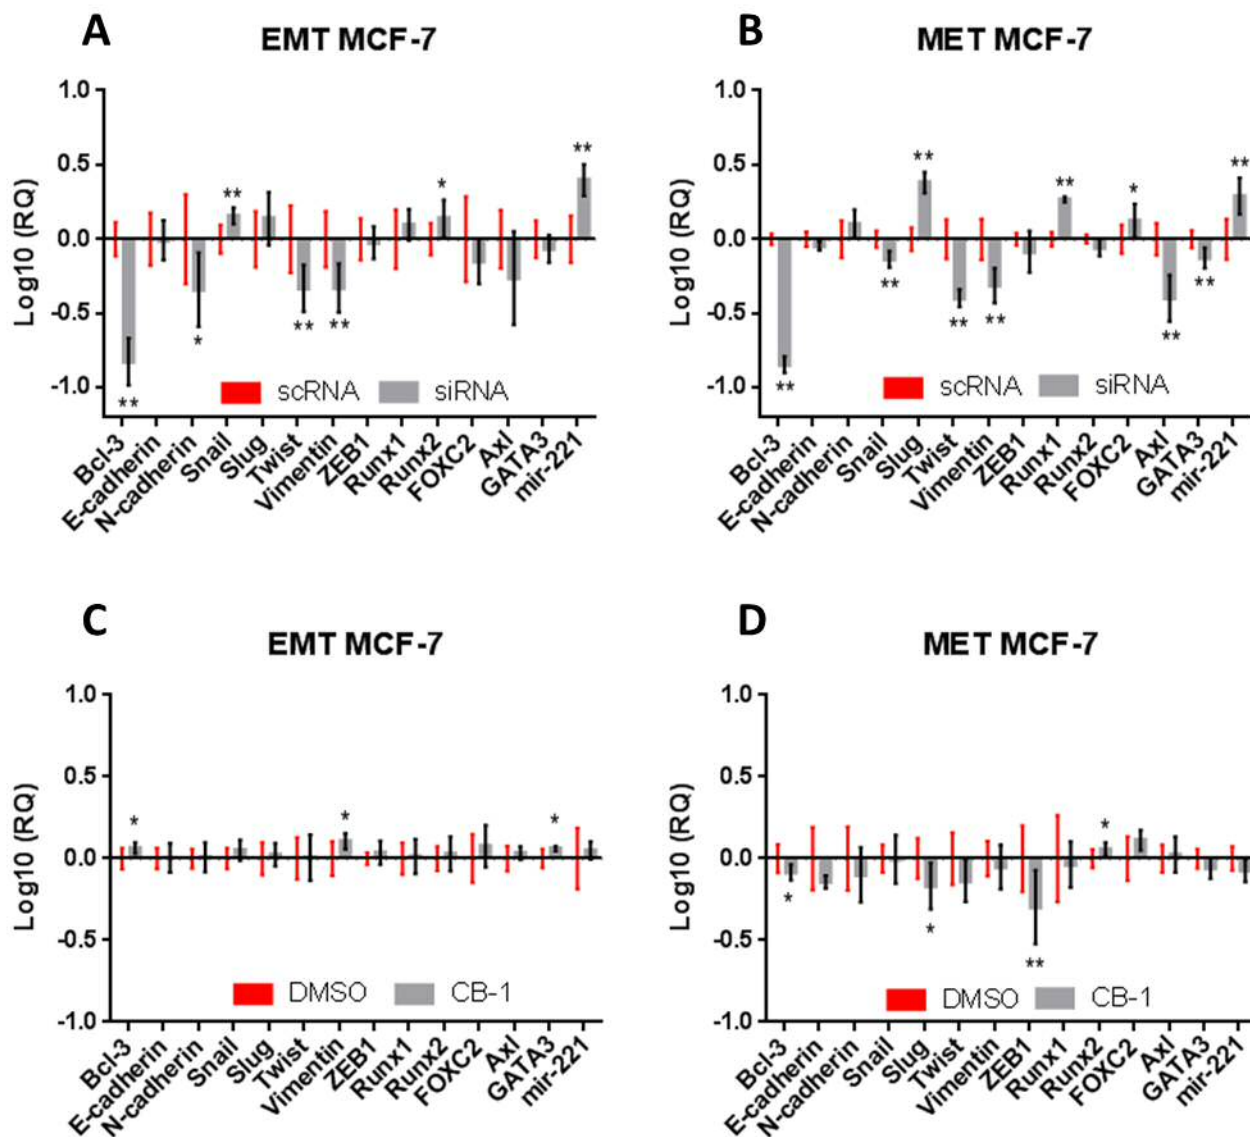 A
EMT MCF-7
Log10 (RQ)
1.0
0.5
0.0
-0.5
-1.0
**
*
**
**
**
*
**
scRNA
siRNA
Bcl-3
E-cadherin
N-cadherin
Snail
Slug
Twist
Vimentin
ZEB1
Runx1
Runx2
FOXC2
Axl
GATA3
mir-221
B
MET MCF-7
Log10 (RQ)
1.0
0.5
0.0
-0.5
-1.0
**
**
**
**
**
**
*
**
**
**
scRNA
siRNA
Bcl-3
E-cadherin
N-cadherin
Snail
Slug
Twist
Vimentin
ZEB1
Runx1
Runx2
FOXC2
Axl
GATA3
mir-221
C
EMT MCF-7
Log10 (RQ)
1.0
0.5
0.0
-0.5
-1.0
*
*
*
DMSO
CB-1
Bcl-3
E-cadherin
N-cadherin
Snail
Slug
Twist
Vimentin
ZEB1
Runx1
Runx2
FOXC2
Axl
GATA3
mir-221
D
MET MCF-7
Log10 (RQ)
1.0
0.5
0.0
-0.5
-1.0
*
*
**
*
DMSO
CB-1
Bcl-3
E-cadherin
N-cadherin
Snail
Slug
Twist
Vimentin
ZEB1
Runx1
Runx2
FOXC2
Axl
GATA3
mir-221